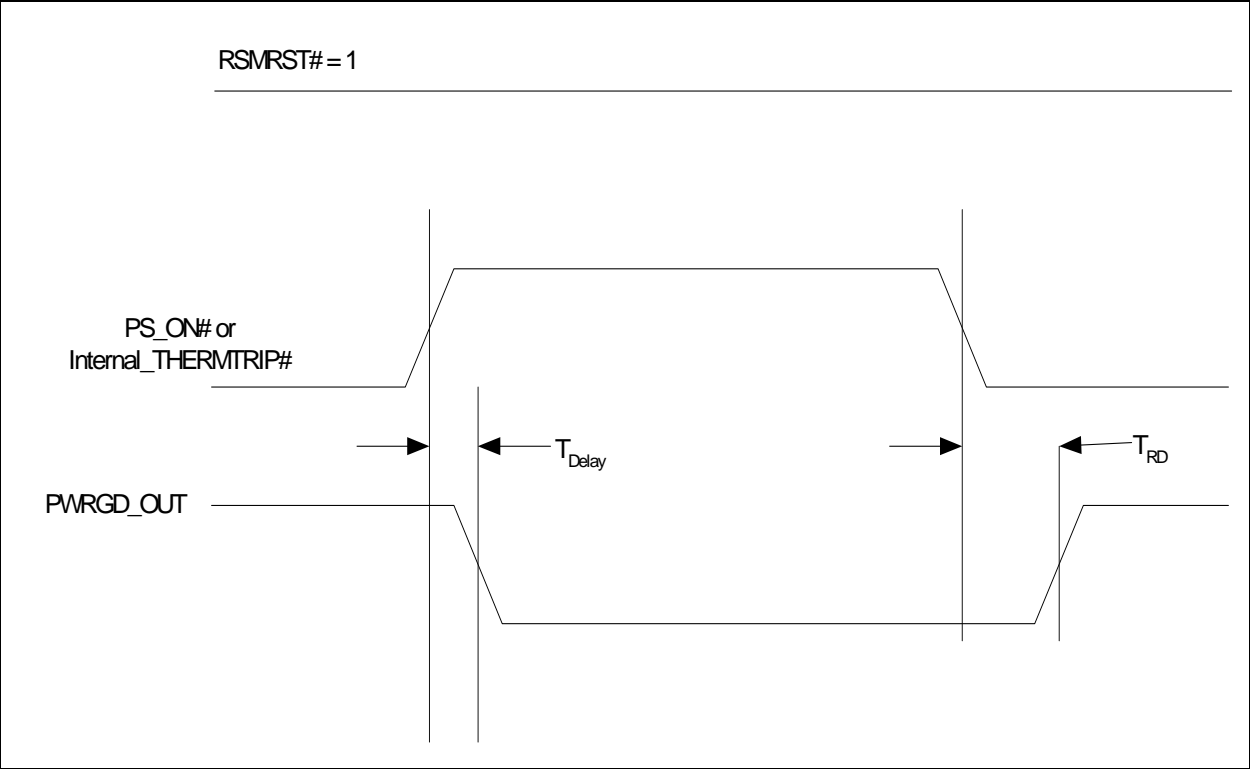 RSMRST# = 1
PS_ON# or
Internal_THERMTRIP#
TDelay
TRD
PWRGD_OUT